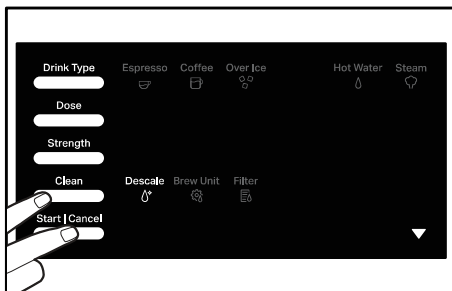 Drink Type Espresso Coffee Over Ice Hot Water Steam
Dose
Strength
Clean Descale Brew Unit Filter
Start | Cancel